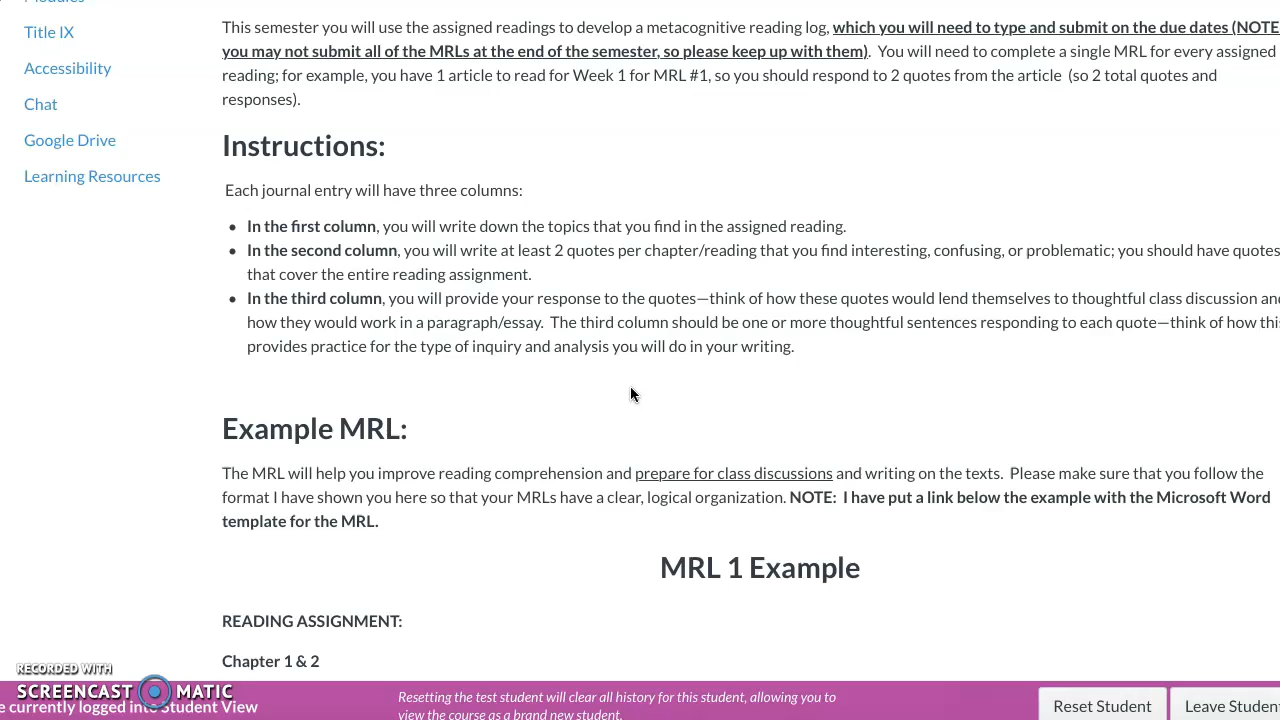 Modules
Title IX
Accessibility
Chat
Google Drive
Learning Resources
This semester you will use the assigned readings to develop a metacognitive reading log, which you will need to type and submit on the due dates (NOTE
you may not submit all of the MRLs at the end of the semester, so please keep up with them). You will need to complete a single MRL for every assigned
reading; for example, you have 1 article to read for Week 1 for MRL #1, so you should respond to 2 quotes from the article (so 2 total quotes and
responses).
Instructions:
Each journal entry will have three columns:
• In the first column, you will write down the topics that you find in the assigned reading.
• In the second column, you will write at least 2 quotes per chapter/reading that you find interesting, confusing, or problematic; you should have quotes
that cover the entire reading assignment.
• In the third column, you will provide your response to the quotes—think of how these quotes would lend themselves to thoughtful class discussion and
how they would work in a paragraph/essay. The third column should be one or more thoughtful sentences responding to each quote—think of how this
provides practice for the type of inquiry and analysis you will do in your writing.
Example MRL:
The MRL will help you improve reading comprehension and prepare for class discussions and writing on the texts. Please make sure that you follow the
format I have shown you here so that your MRLs have a clear, logical organization. NOTE: I have put a link below the example with the Microsoft Word
template for the MRL.
MRL 1 Example
READING ASSIGNMENT:
Chapter 1 & 2
RECORDED WITH
SCREENCAST MATIC
e currently logged into Student View
Resetting the test student will clear all history for this student, allowing you to
view the course as a brand new student.
Reset Student
Leave Studen